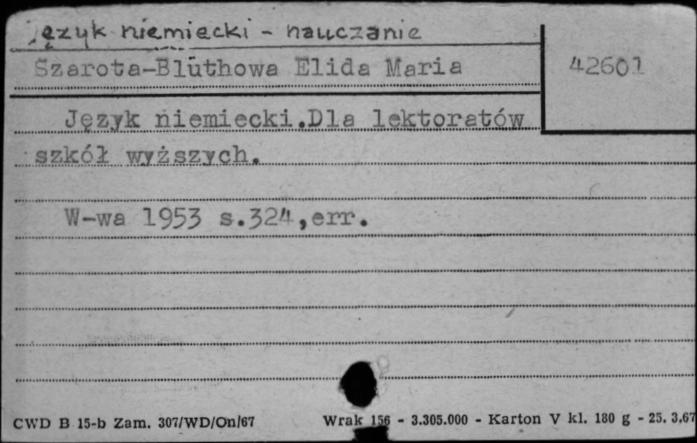 język niemiecki - nauczanie
Szarota-Blüthowa Elida Maria
42601
Język niemiecki.Dla lektoratów
szkół wyższych.
W-wa 1953 s.324,err.
CWD B 15-b Zam. 307/WD/On/67
Wrak 156 - 3.305.000 - Karton V kl. 180 g - 25. 3.67